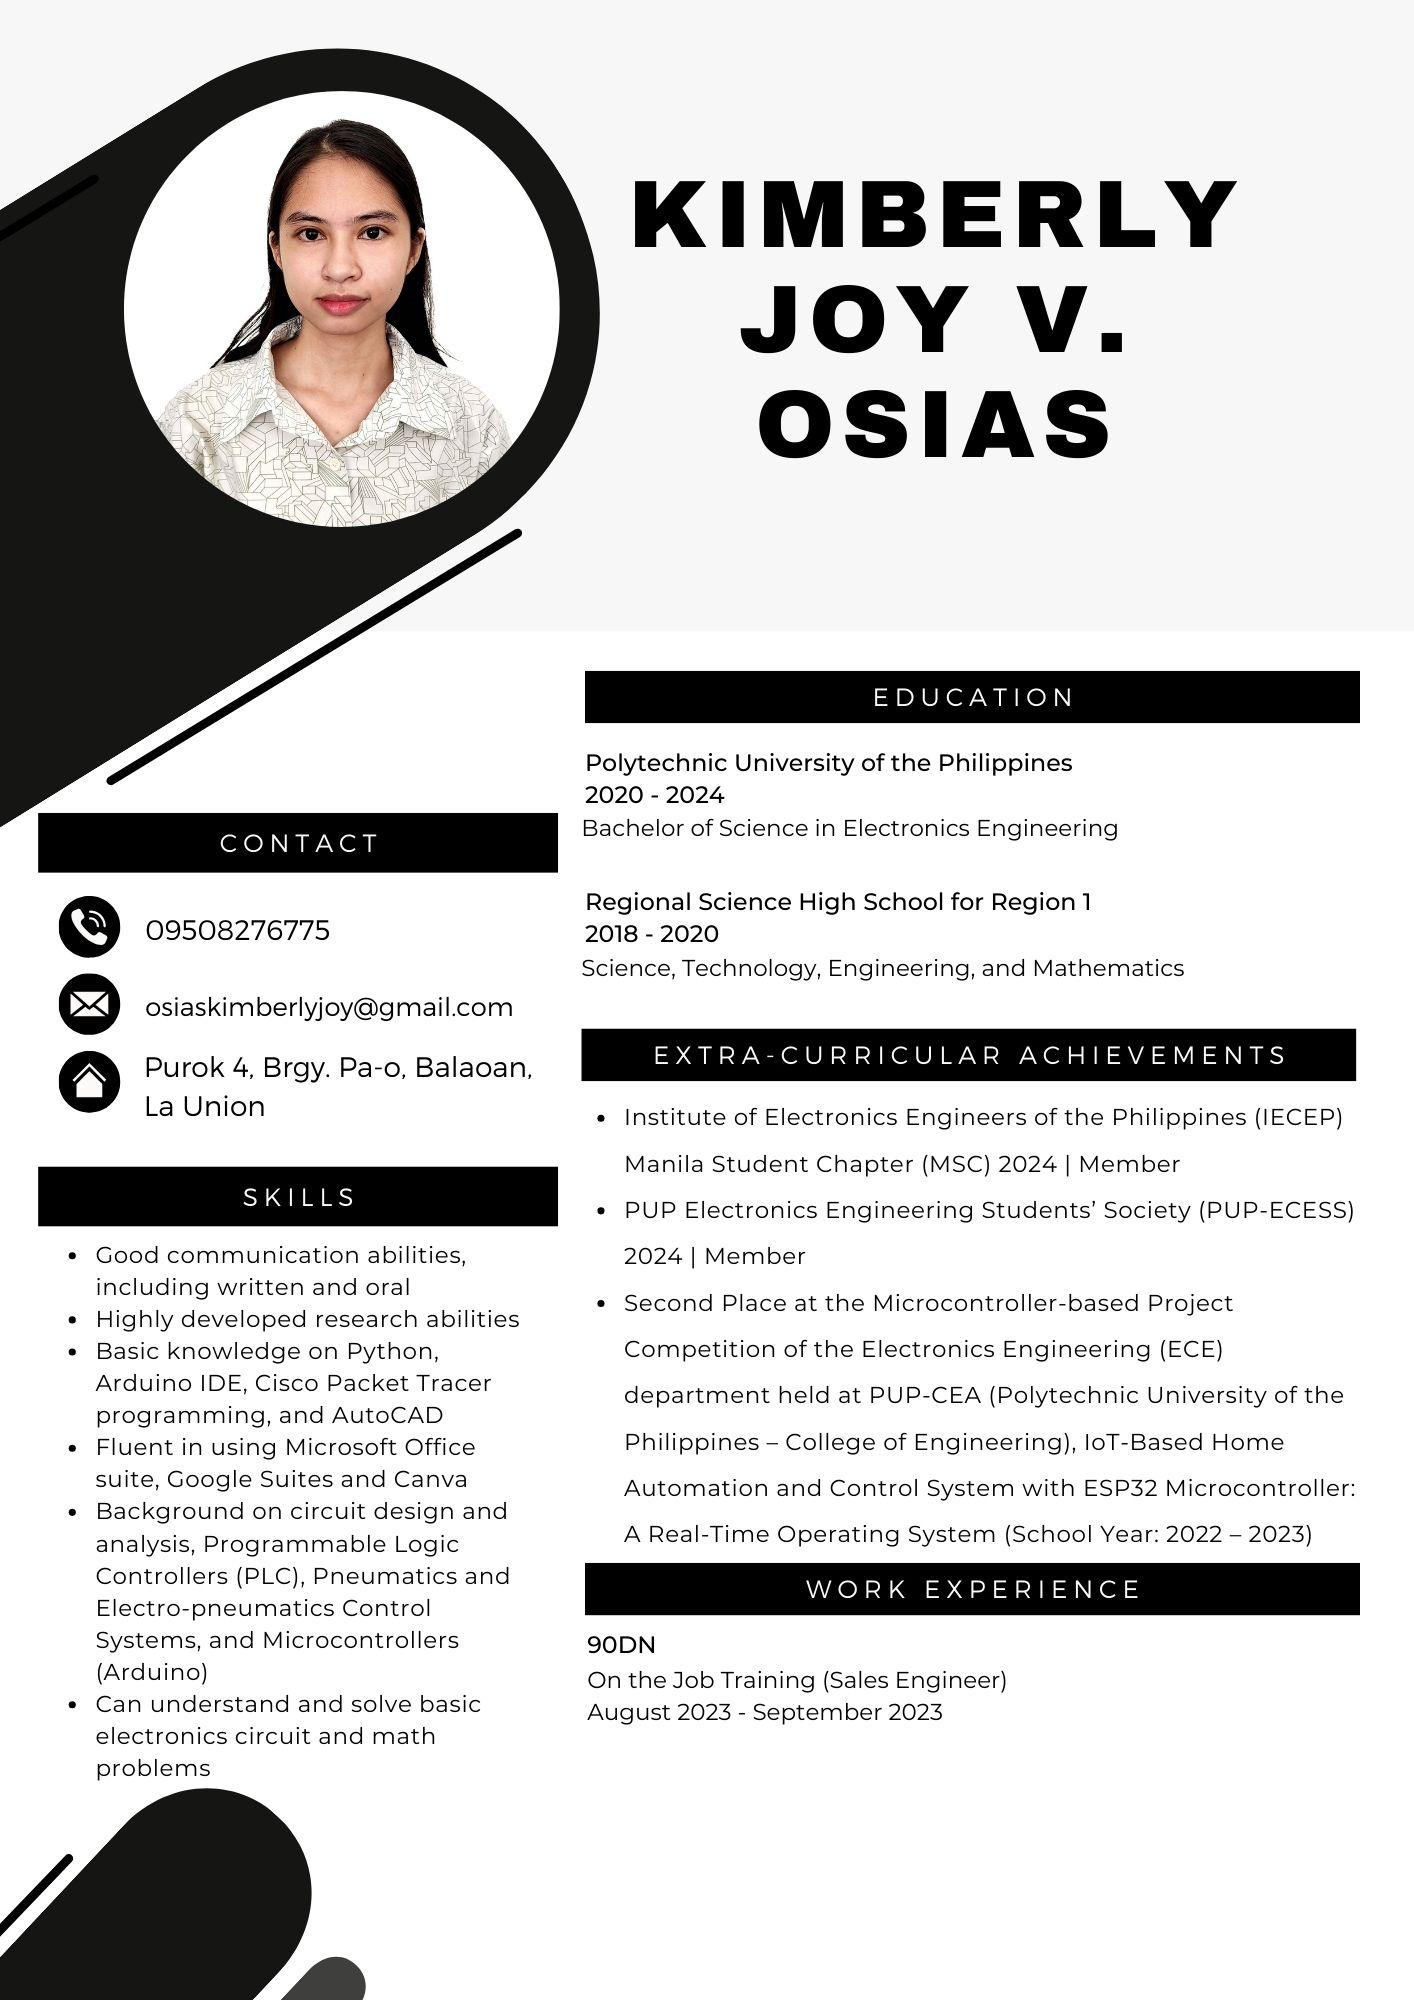 KIMBERLY
JOY V.
OSIAS
CONTACT
09508276775
osiaskimberlyjoy@gmail.com
Purok 4, Brgy. Pa-o, Balaoan,
La Union
SKILLS
• Good communication abilities,
including written and oral
• Highly developed research abilities
• Basic knowledge on Python,
Arduino IDE, Cisco Packet Tracer
programming, and AutoCAD
• Fluent in using Microsoft Office
suite, Google Suites and Canva
• Background on circuit design and
analysis, Programmable Logic
Controllers (PLC), Pneumatics and
Electro-pneumatics Control
Systems, and Microcontrollers
(Arduino)
• Can understand and solve basic
electronics circuit and math
problems
EDUCATION
Polytechnic University of the Philippines
2020 - 2024
Bachelor of Science in Electronics Engineering
Regional Science High School for Region 1
2018 - 2020
Science, Technology, Engineering, and Mathematics
EXTRA-CURRICULAR ACHIEVEMENTS
• Institute of Electronics Engineers of the Philippines (IECEP)
Manila Student Chapter (MSC) 2024 | Member
• PUP Electronics Engineering Students’ Society (PUP-ECESS)
2024 | Member
• Second Place at the Microcontroller-based Project
Competition of the Electronics Engineering (ECE)
department held at PUP-CEA (Polytechnic University of the
Philippines – College of Engineering), IoT-Based Home
Automation and Control System with ESP32 Microcontroller:
A Real-Time Operating System (School Year: 2022 – 2023)
WORK EXPERIENCE
90DN
On the Job Training (Sales Engineer)
August 2023 - September 2023